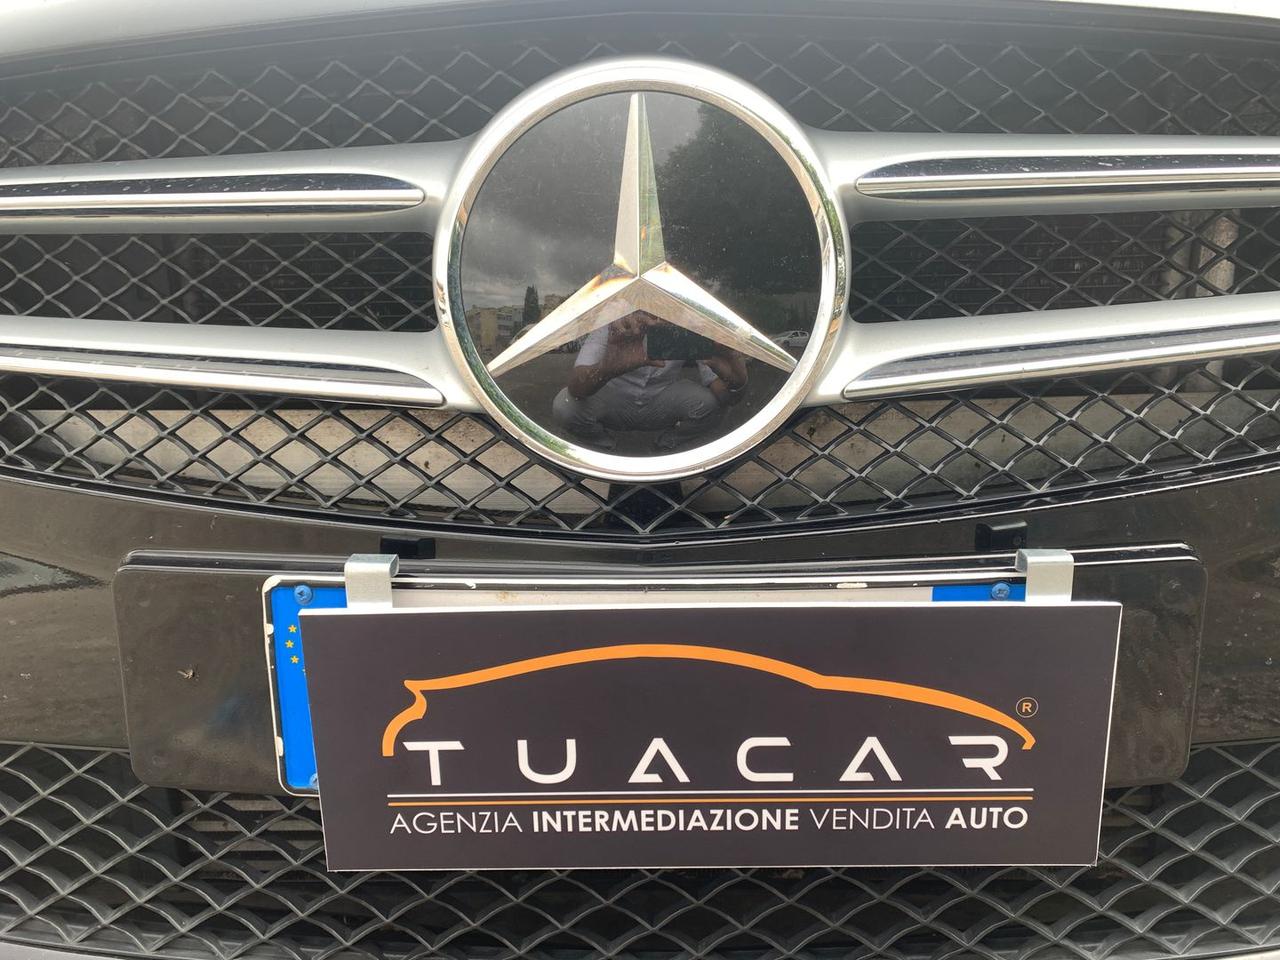 TUACAR ®
AGENZIA INTERMEDIAZIONE VENDITA AUTO